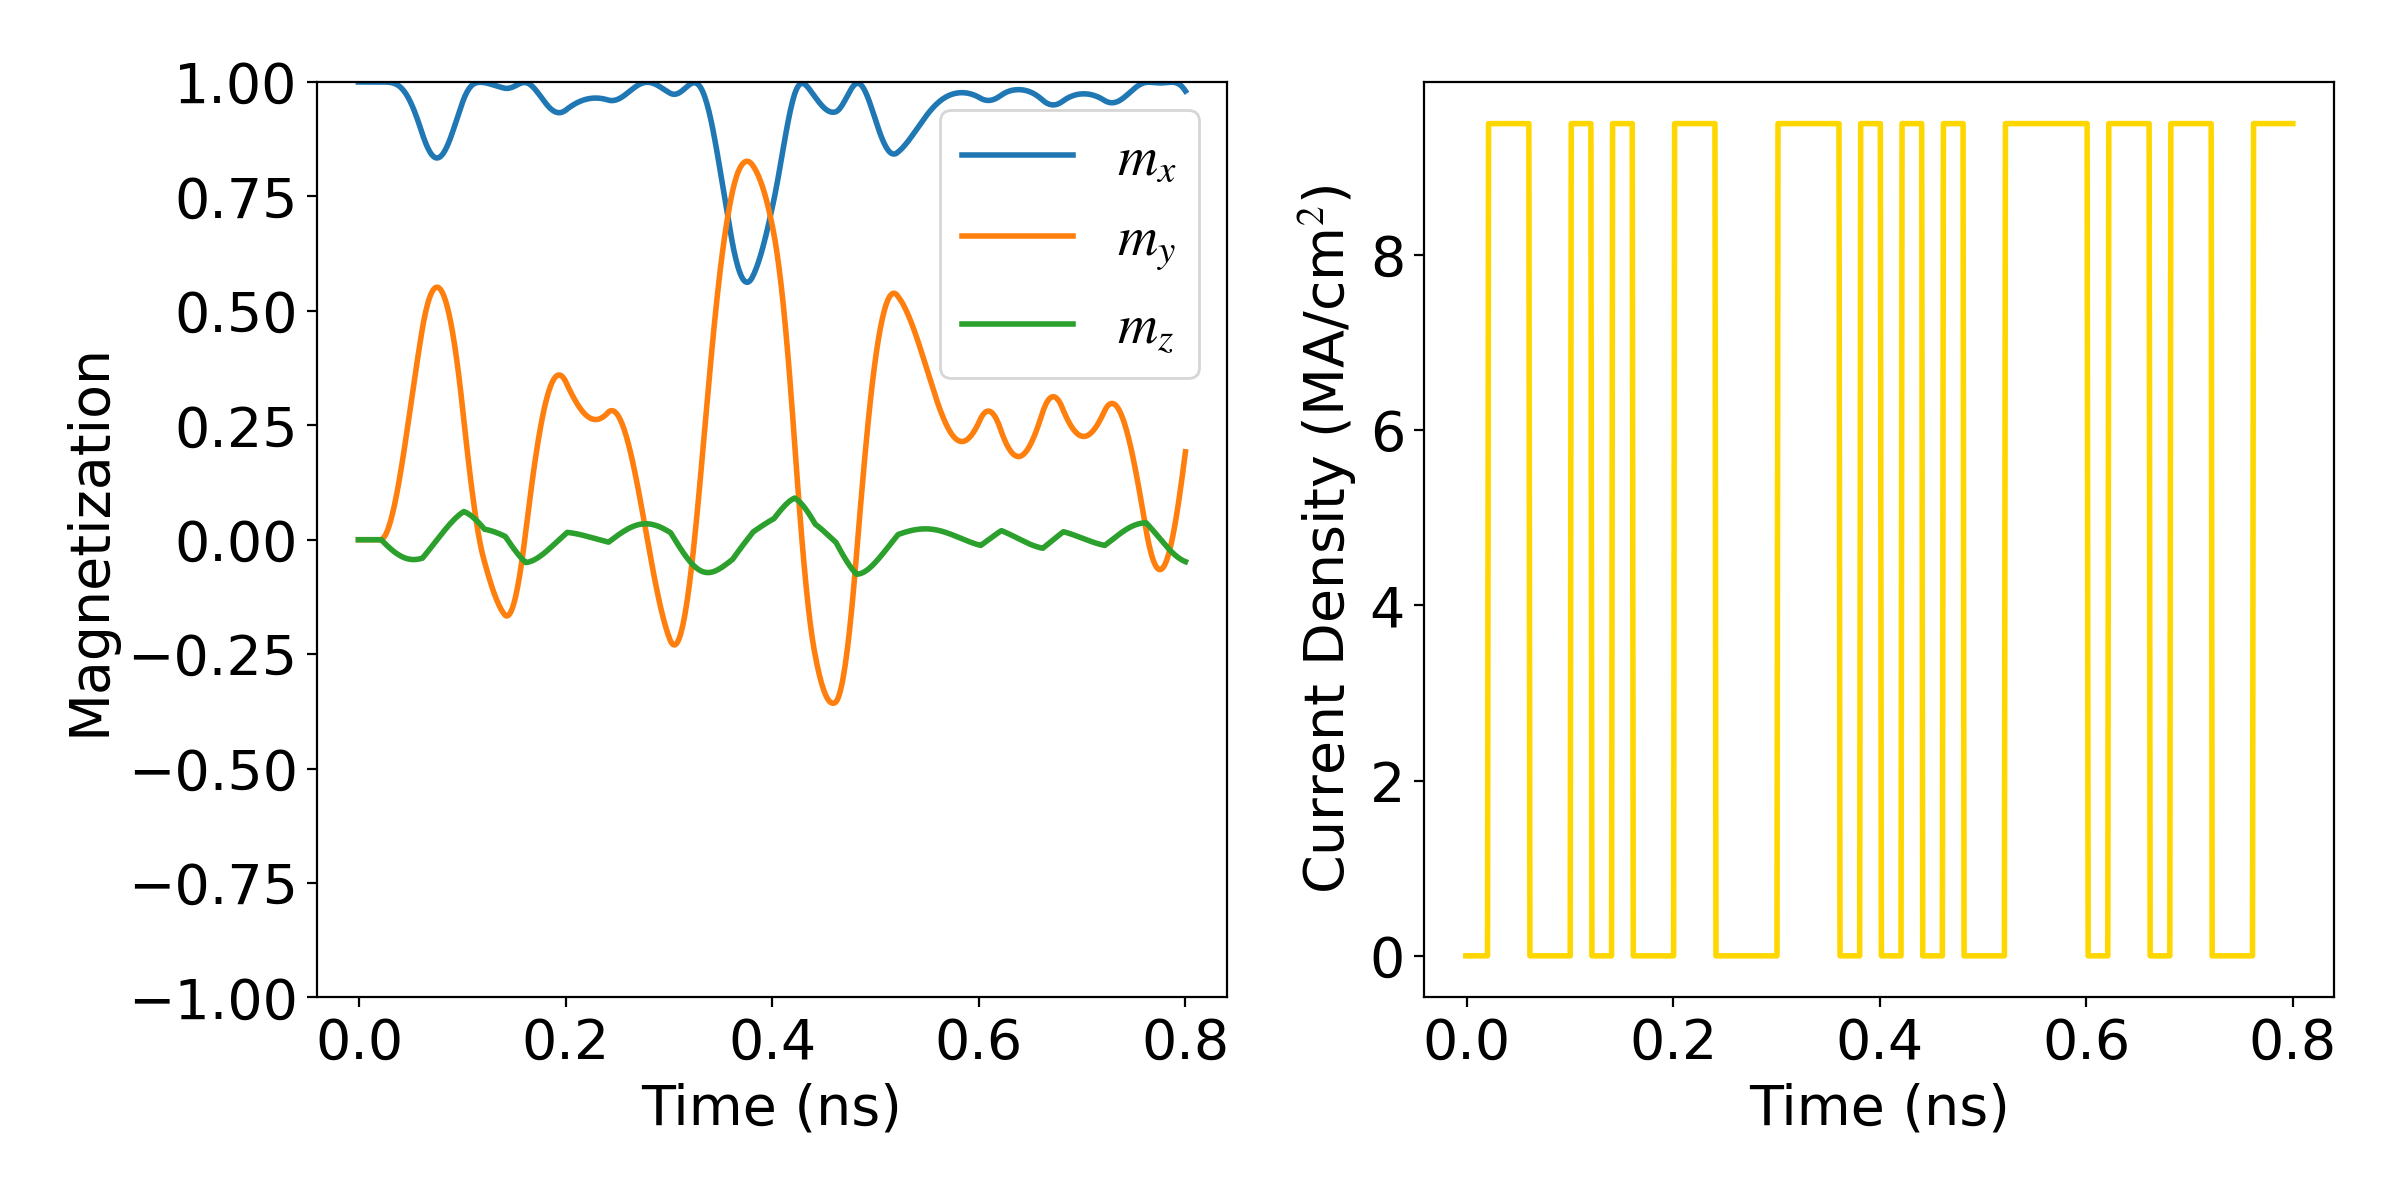 1.00
0.75
0.50
0.25
0.00
−0.25
−0.50
−0.75
−1.00
Magnetization
0.0 0.2 0.4 0.6 0.8
Time (ns)
m_x
m_y
m_z
8
6
4
2
0
Current Density (MA/cm²)
0.0 0.2 0.4 0.6 0.8
Time (ns)